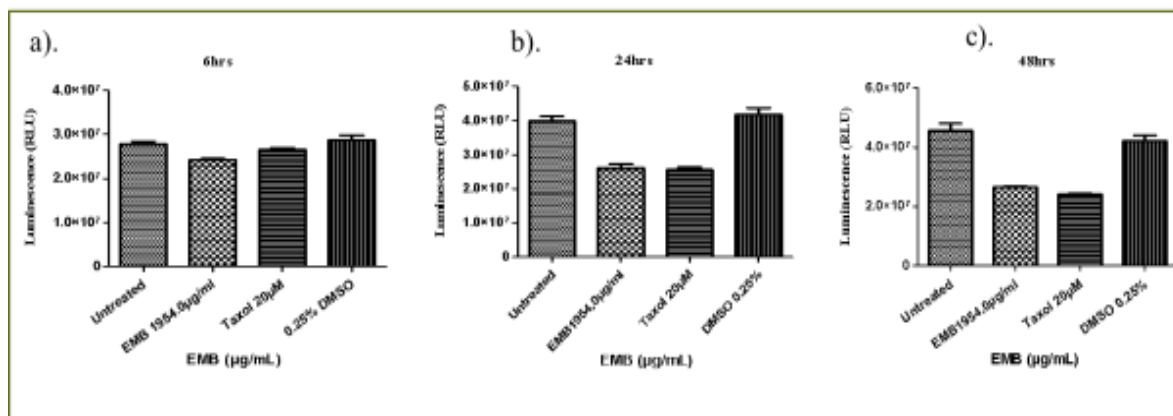 a).
6hrs
Luminescence (RLU)
4.0×10⁷
3.0×10⁷
2.0×10⁷
1.0×10⁷
0
Untreated
EMB 1954.0µg/ml
Taxol 20µM
0.25% DMSO
EMB (µg/mL)
b).
24hrs
Luminescence (RLU)
5.0×10⁷
4.0×10⁷
3.0×10⁷
2.0×10⁷
1.0×10⁷
0
Untreated
EMB1954.0µg/ml
Taxol 20µM
DMSO 0.25%
EMB (µg/mL)
c).
48hrs
Luminescence (RLU)
6.0×10⁷
4.0×10⁷
2.0×10⁷
0
Untreated
EMB1954.0µg/ml
Taxol 20µM
DMSO 0.25%
EMB (µg/mL)